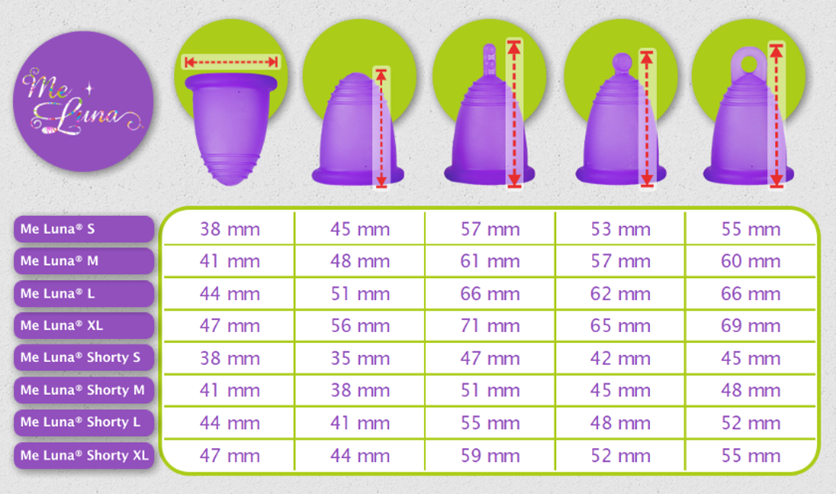 Me
Luna
Me Luna® S 38 mm 45 mm 57 mm 53 mm 55 mm
Me Luna® M 41 mm 48 mm 61 mm 57 mm 60 mm
Me Luna® L 44 mm 51 mm 66 mm 62 mm 66 mm
Me Luna® XL 47 mm 56 mm 71 mm 65 mm 69 mm
Me Luna® Shorty S 38 mm 35 mm 47 mm 42 mm 45 mm
Me Luna® Shorty M 41 mm 38 mm 51 mm 45 mm 48 mm
Me Luna® Shorty L 44 mm 41 mm 55 mm 48 mm 52 mm
Me Luna® Shorty XL 47 mm 44 mm 59 mm 52 mm 55 mm